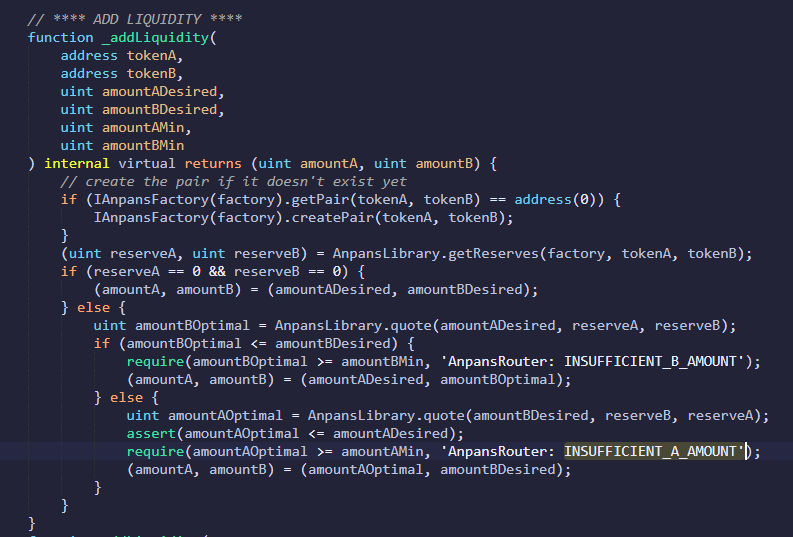 // **** ADD LIQUIDITY ****
function _addLiquidity(
    address tokenA,
    address tokenB,
    uint amountADesired,
    uint amountBDesired,
    uint amountAMin,
    uint amountBMin
) internal virtual returns (uint amountA, uint amountB) {
    // create the pair if it doesn't exist yet
    if (IAnpansFactory(factory).getPair(tokenA, tokenB) == address(0)) {
        IAnpansFactory(factory).createPair(tokenA, tokenB);
    }
    (uint reserveA, uint reserveB) = AnpansLibrary.getReserves(factory, tokenA, tokenB);
    if (reserveA == 0 && reserveB == 0) {
        (amountA, amountB) = (amountADesired, amountBDesired);
    } else {
        uint amountBOptimal = AnpansLibrary.quote(amountADesired, reserveA, reserveB);
        if (amountBOptimal <= amountBDesired) {
            require(amountBOptimal >= amountBMin, 'AnpansRouter: INSUFFICIENT_B_AMOUNT');
            (amountA, amountB) = (amountADesired, amountBOptimal);
        } else {
            uint amountAOptimal = AnpansLibrary.quote(amountBDesired, reserveB, reserveA);
            assert(amountAOptimal <= amountADesired);
            require(amountAOptimal >= amountAMin, 'AnpansRouter: INSUFFICIENT_A_AMOUNT');
            (amountA, amountB) = (amountAOptimal, amountBDesired);
        }
    }
}